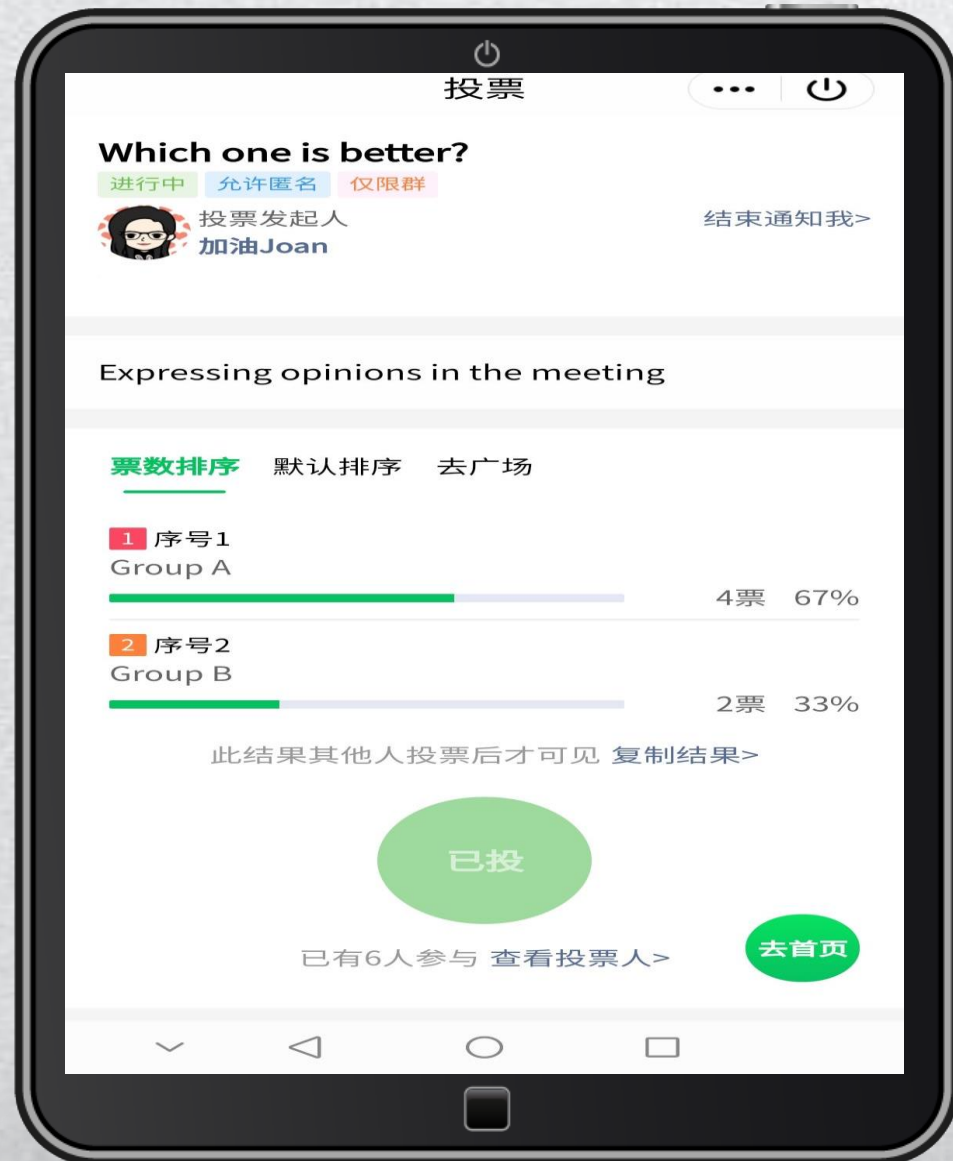 投票
Which one is better?
进行中 允许匿名 仅限群
投票发起人 结束通知我>
加油Joan
Expressing opinions in the meeting
票数排序 默认排序 去广场
1 序号1
Group A
4票 67%
2 序号2
Group B
2票 33%
此结果其他人投票后才可见 复制结果>
已投
已有6人参与 查看投票人>
去首页